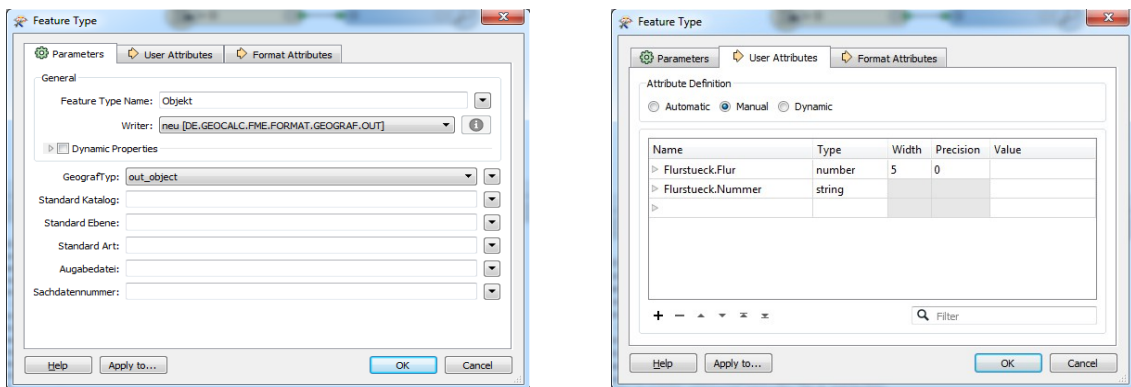 Feature Type
Parameters
User Attributes
Format Attributes
General
Feature Type Name: Objekt
Writer: neu [DE.GEOCALC.FME.FORMAT.GEOGRAF.OUT]
Dynamic Properties
GeografTyp: out_object
Standard Katalog:
Standard Ebene:
Standard Art:
Augabedatei:
Sachdatennummer:
Help Apply to... OK Cancel
Feature Type
Parameters
User Attributes
Format Attributes
Attribute Definition
Automatic Manual Dynamic
Name Type Width Precision Value
Flurstueck.Flur number 5 0
Flurstueck.Nummer string
Filter
Help Apply to... OK Cancel